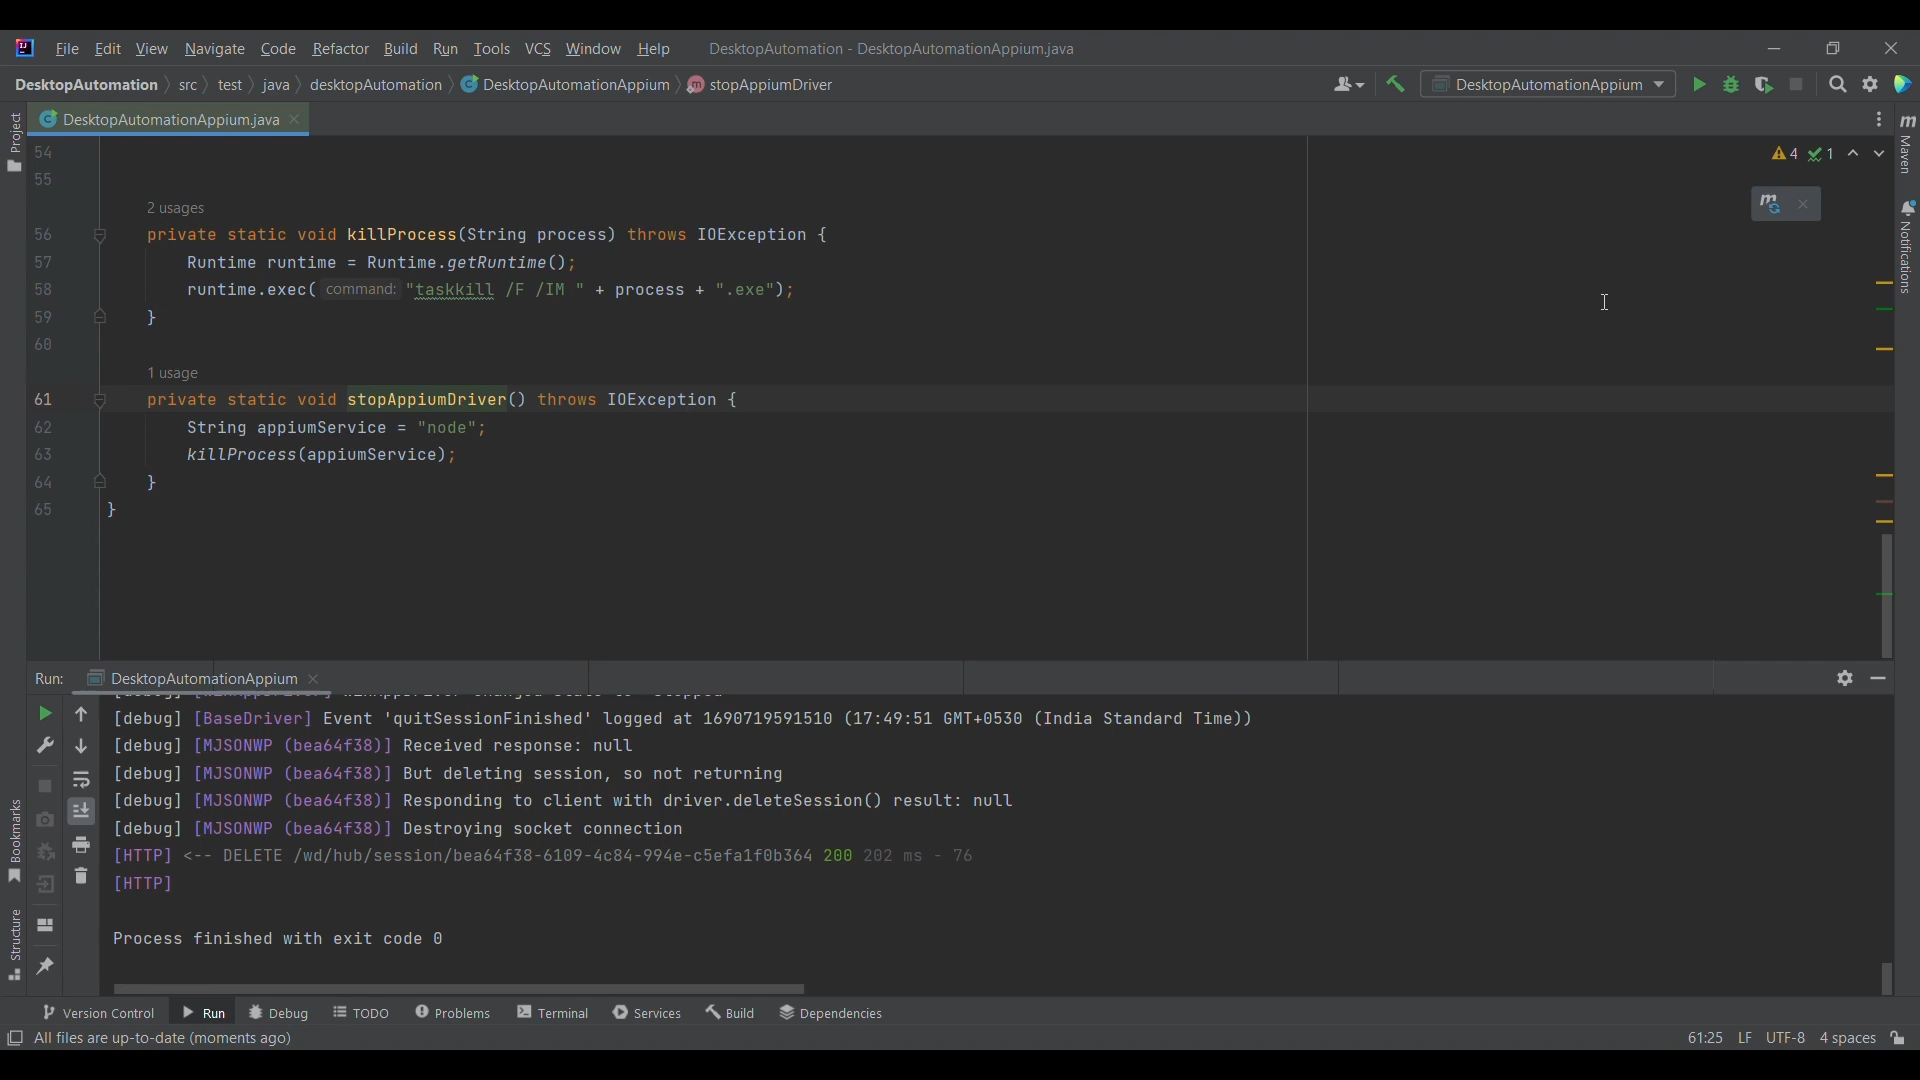 File Edit View Navigate Code Refactor Build Run Tools VCS Window Help DesktopAutomation - DesktopAutomationAppium.java
DesktopAutomation src test java desktopAutomation DesktopAutomationAppium stopAppiumDriver DesktopAutomationAppium
DesktopAutomationAppium.java
Project
Maven
Notifications
4 1
54
55
2 usages
56 private static void killProcess(String process) throws IOException {
57 Runtime runtime = Runtime.getRuntime();
58 runtime.exec( command: "taskkill /F /IM " + process + ".exe");
59 }
60
1 usage
61 private static void stopAppiumDriver() throws IOException {
62 String appiumService = "node";
63 killProcess(appiumService);
64 }
65 }
Run: DesktopAutomationAppium
[debug] [BaseDriver] Event 'quitSessionFinished' logged at 1690719591510 (17:49:51 GMT+0530 (India Standard Time))
[debug] [MJSONWP (bea64f38)] Received response: null
[debug] [MJSONWP (bea64f38)] But deleting session, so not returning
[debug] [MJSONWP (bea64f38)] Responding to client with driver.deleteSession() result: null
[debug] [MJSONWP (bea64f38)] Destroying socket connection
[HTTP] <-- DELETE /wd/hub/session/bea64f38-6109-4c84-994e-c5efa1f0b364 200 202 ms - 76
[HTTP]
Process finished with exit code 0
Bookmarks
Structure
Version Control Run Debug TODO Problems Terminal Services Build Dependencies
All files are up-to-date (moments ago) 61:25 LF UTF-8 4 spaces